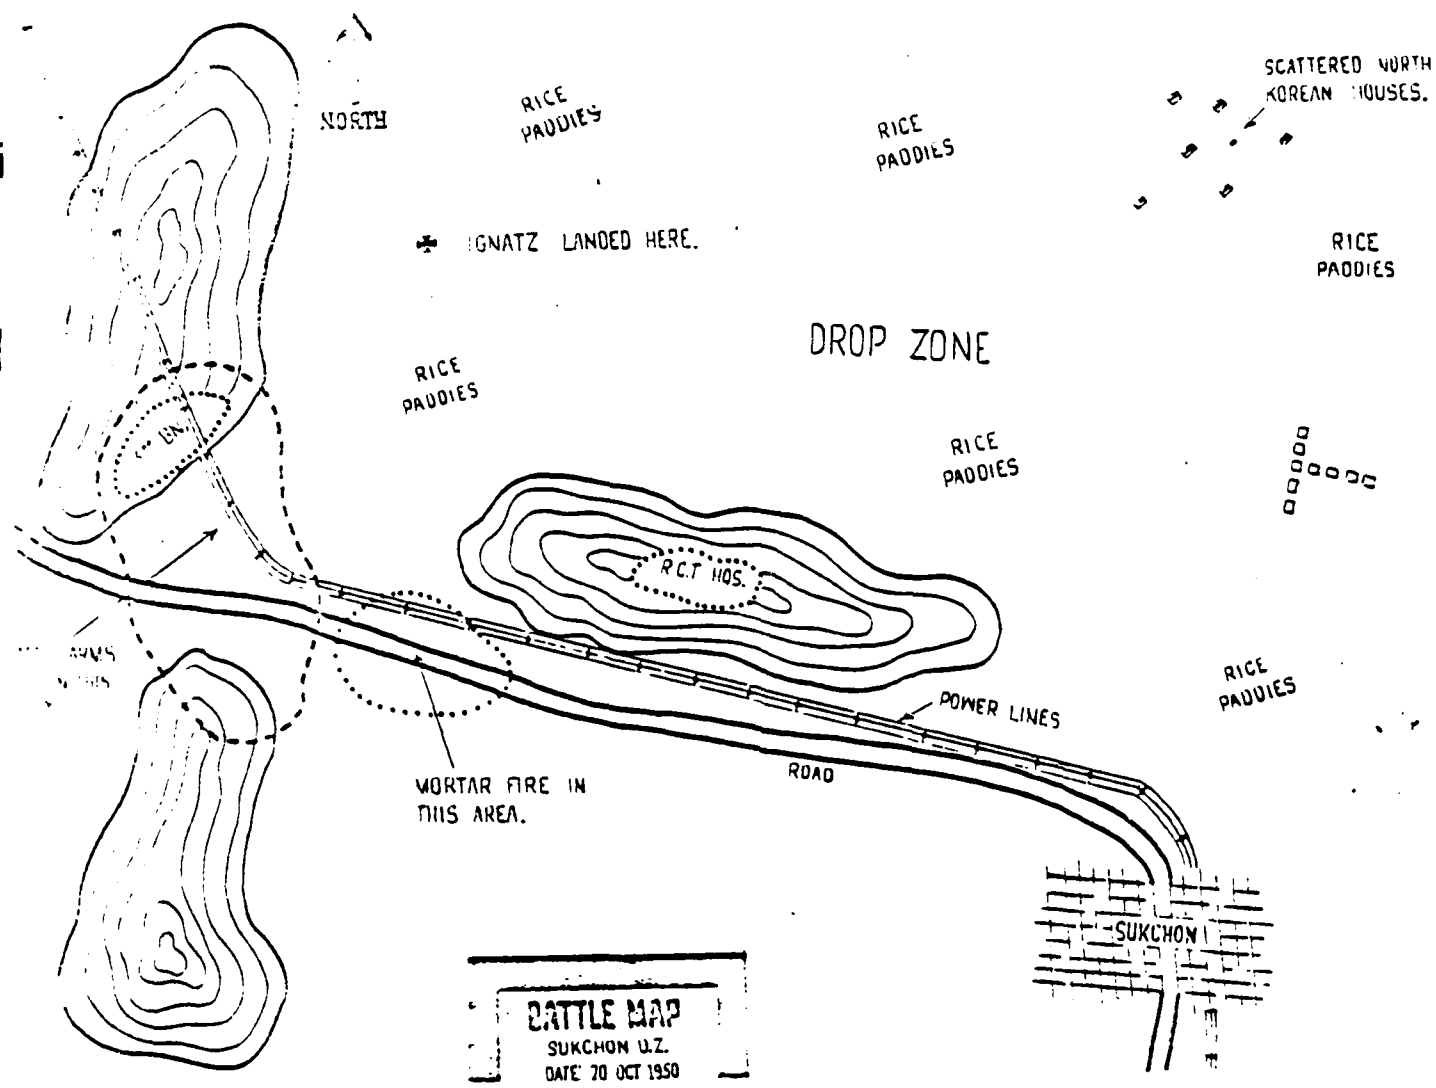 NORTH
RICE
PADDIES
RICE
PADDIES
SCATTERED NORTH
KOREAN HOUSES.
IGNATZ LANDED HERE.
RICE
PADDIES
DROP ZONE
RICE
PADDIES
BN.
RICE
PADDIES
R.C.T HQS.
ARMS
RICE
PADDIES
POWER LINES
ROAD
MORTAR FIRE IN
THIS AREA.
SUKCHON
BATTLE MAP
SUKCHON D.Z.
DATE: 20 OCT 1950